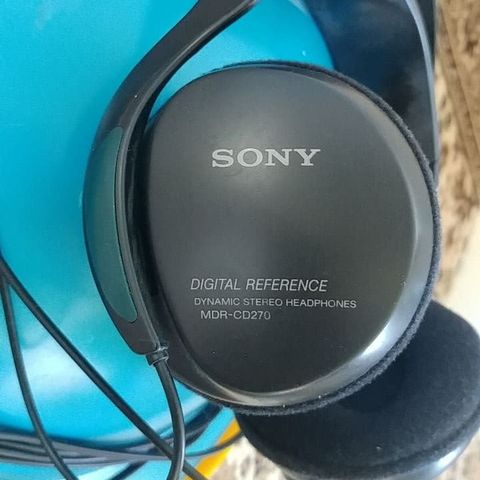 SONY
DIGITAL REFERENCE
DYNAMIC STEREO HEADPHONES
MDR-CD270